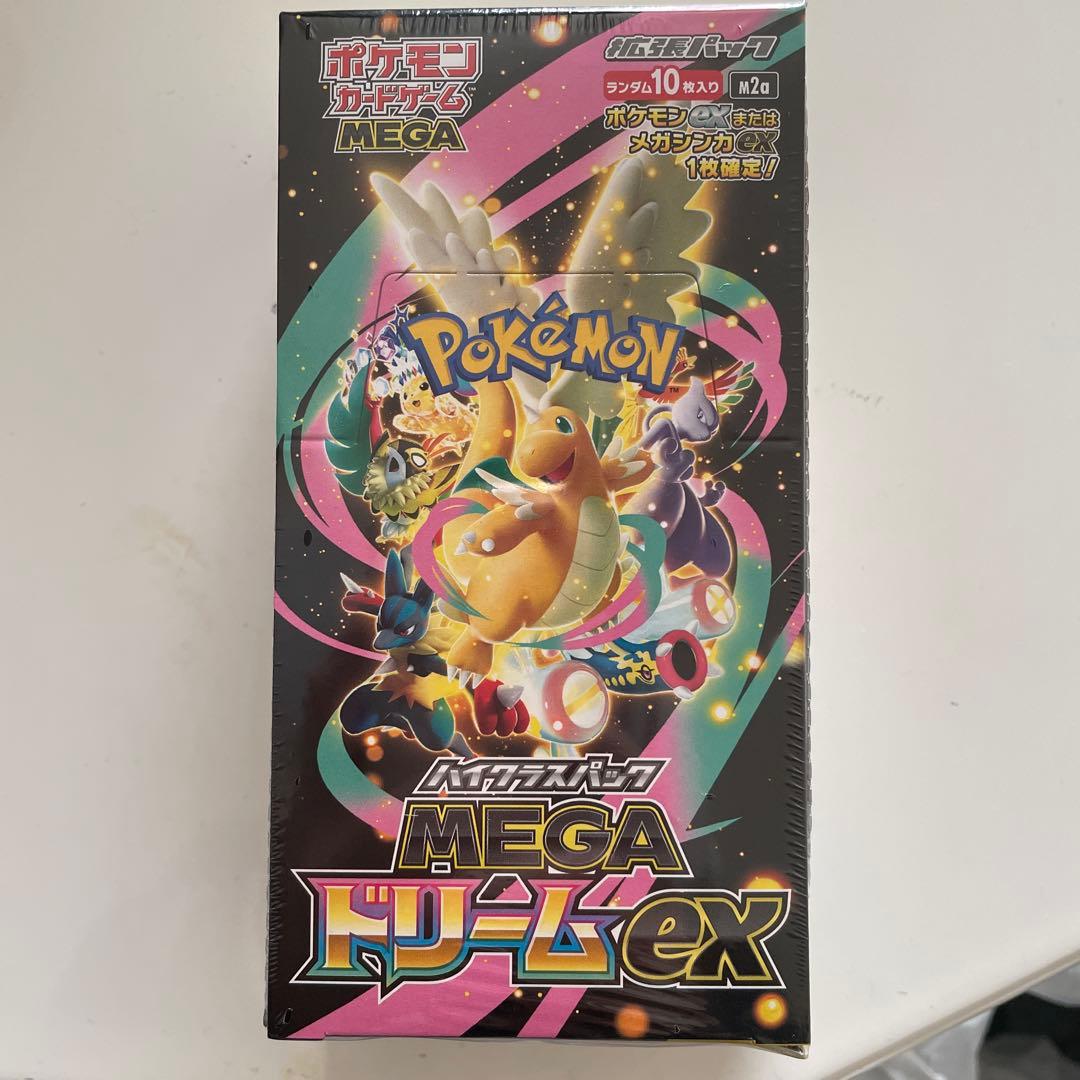 ポケモン
カードゲーム™
MEGA
拡張パック
ランダム10枚入り M2a
ポケモンexまたは
メガシンカex
1枚確定!
POKÉMON™
ハイクラスパック
MEGA
ドリームex